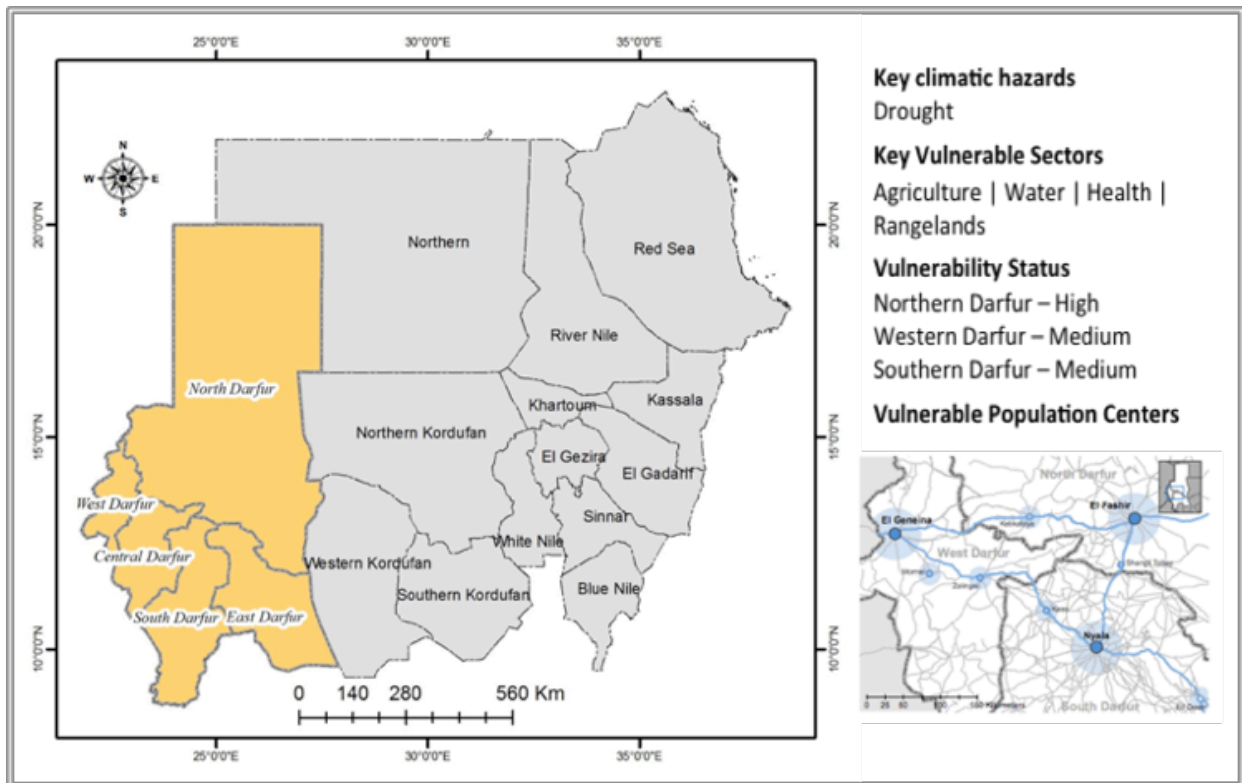 25°0'0"E 30°0'0"E 35°0'0"E
N
W E
S
20°0'0"N
20°0'0"N
Northern
Red Sea
River Nile
North Darfur
Khartoum
Kassala
Northern Kordufan
15°0'0"N
15°0'0"N
El Gezira
El Gadarif
West Darfur
Sinnar
Central Darfur
White Nile
Western Kordufan
Blue Nile
Southern Kordufan
South Darfur
East Darfur
10°0'0"N
10°0'0"N
0 140 280 560 Km
25°0'0"E 30°0'0"E 35°0'0"E
Key climatic hazards
Drought
Key Vulnerable Sectors
Agriculture | Water | Health |
Rangelands
Vulnerability Status
Northern Darfur – High
Western Darfur – Medium
Southern Darfur – Medium
Vulnerable Population Centers
North Darfur
El Fashir
El Geneina
West Darfur
Zalingei
Kass
Nyala
South Darfur